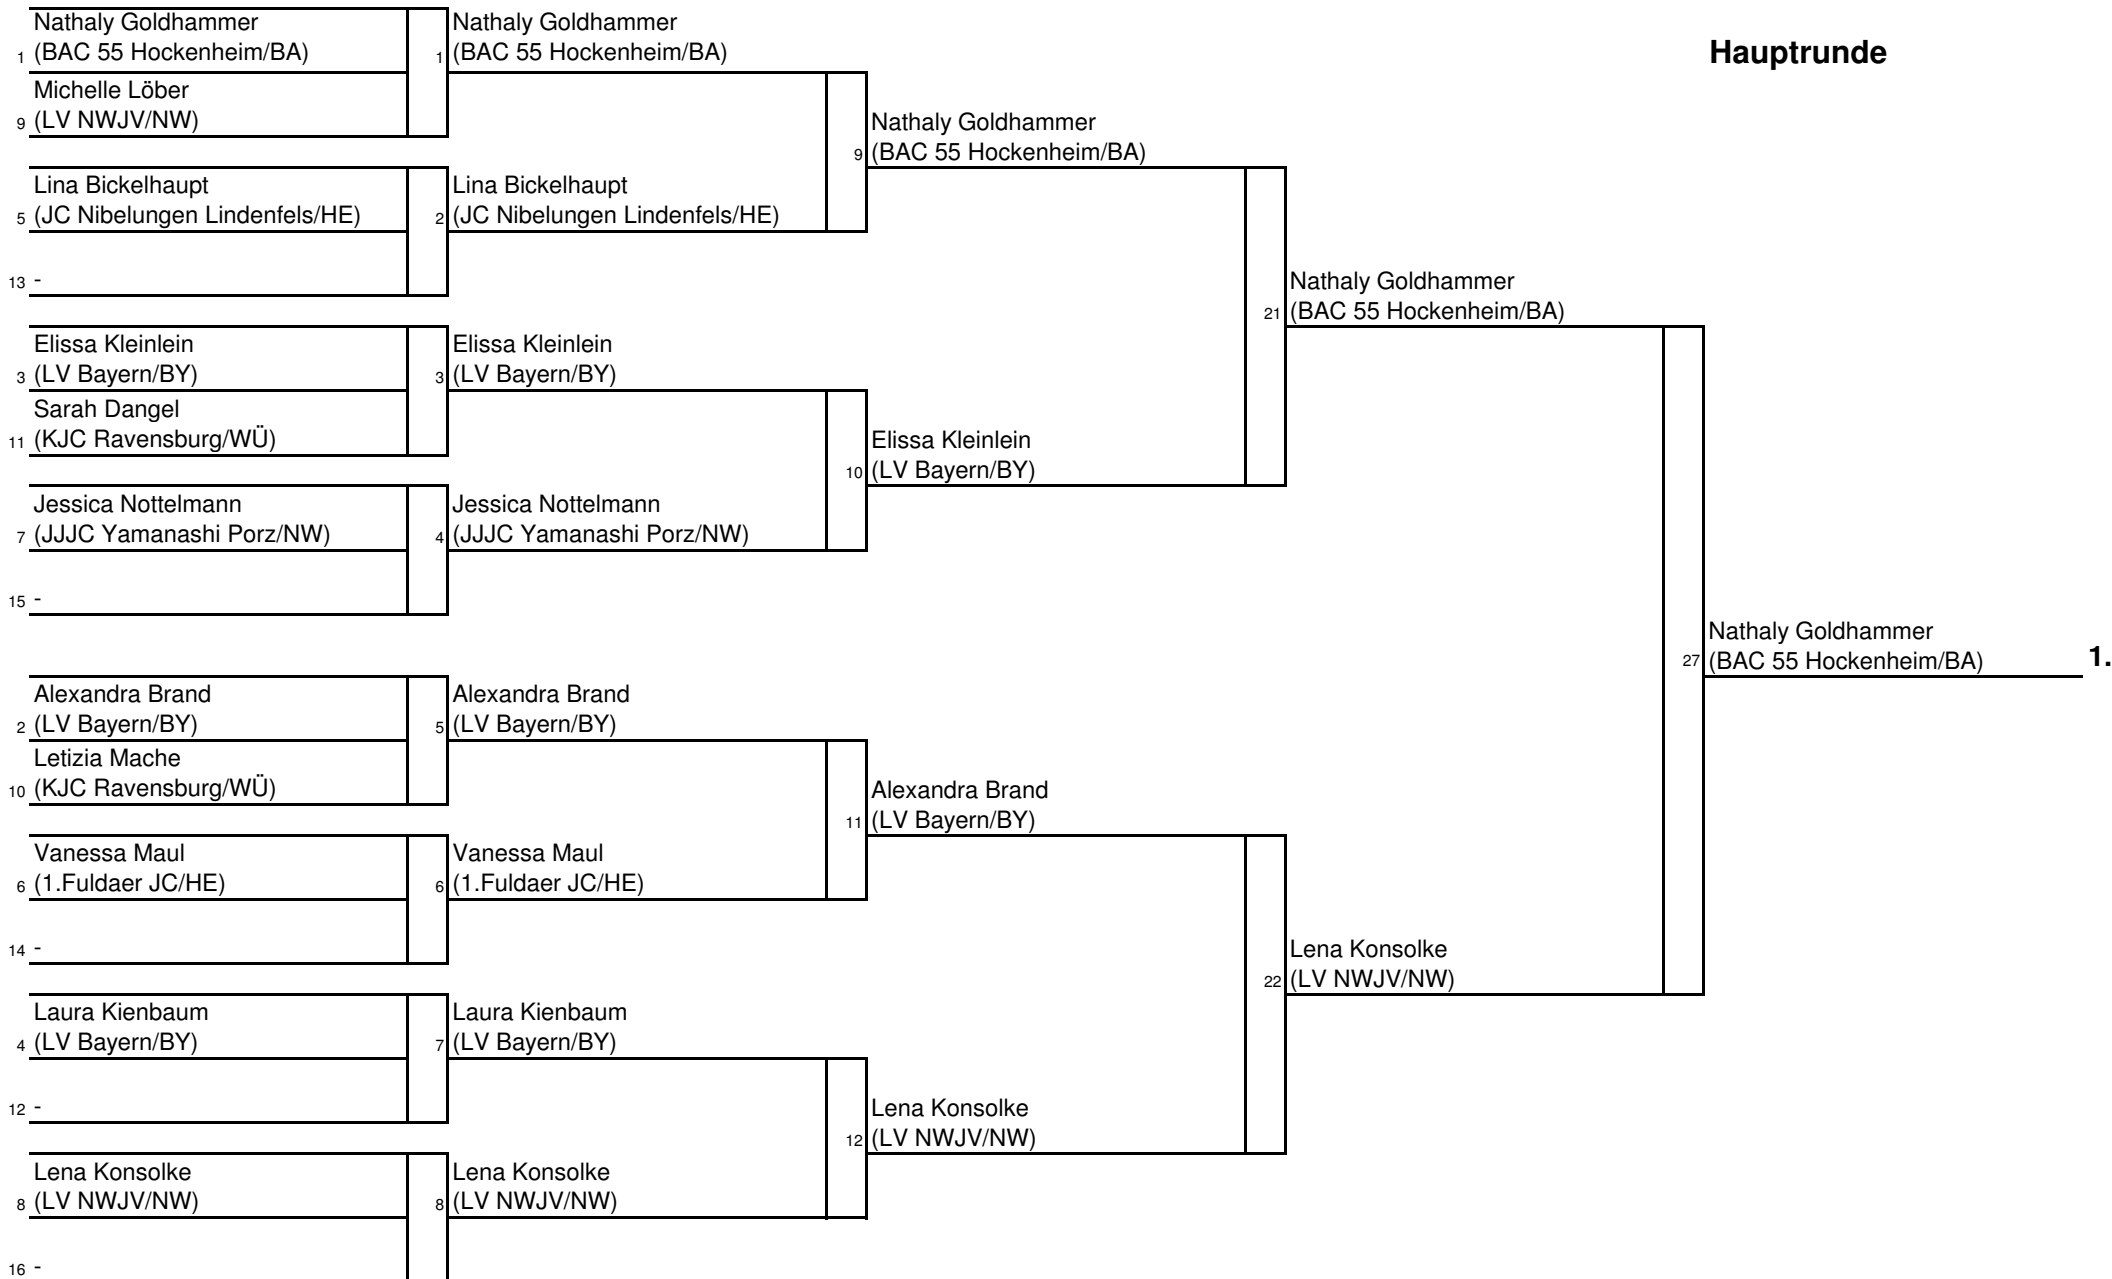 Hauptrunde
Nathaly Goldhammer
1 (BAC 55 Hockenheim/BA)
Michelle Löber
9 (LV NWJV/NW)
Lina Bickelhaupt
5 (JC Nibelungen Lindenfels/HE)
13 -
Elissa Kleinlein
3 (LV Bayern/BY)
Sarah Dangel
11 (KJC Ravensburg/WÜ)
Jessica Nottelmann
7 (JJJC Yamanashi Porz/NW)
15 -
Alexandra Brand
2 (LV Bayern/BY)
Letizia Mache
10 (KJC Ravensburg/WÜ)
Vanessa Maul
6 (1.Fuldaer JC/HE)
14 -
Laura Kienbaum
4 (LV Bayern/BY)
12 -
Lena Konsolke
8 (LV NWJV/NW)
16 -
Nathaly Goldhammer
1 (BAC 55 Hockenheim/BA)
Lina Bickelhaupt
2 (JC Nibelungen Lindenfels/HE)
Elissa Kleinlein
3 (LV Bayern/BY)
Jessica Nottelmann
4 (JJJC Yamanashi Porz/NW)
Alexandra Brand
5 (LV Bayern/BY)
Vanessa Maul
6 (1.Fuldaer JC/HE)
Laura Kienbaum
7 (LV Bayern/BY)
Lena Konsolke
8 (LV NWJV/NW)
Nathaly Goldhammer
9 (BAC 55 Hockenheim/BA)
Elissa Kleinlein
10 (LV Bayern/BY)
Alexandra Brand
11 (LV Bayern/BY)
Lena Konsolke
12 (LV NWJV/NW)
Nathaly Goldhammer
21 (BAC 55 Hockenheim/BA)
Lena Konsolke
22 (LV NWJV/NW)
Nathaly Goldhammer
27 (BAC 55 Hockenheim/BA) 1.